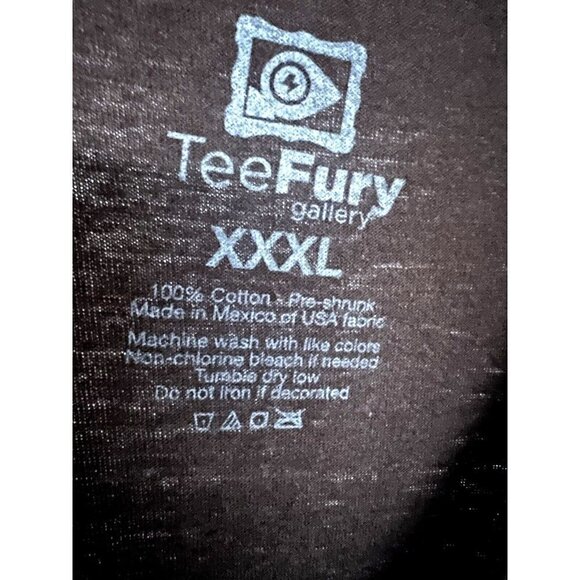 TeeFury
gallery
XXXL
100% Cotton - Pre-shrunk
Made in Mexico of USA fabric
Machine wash with like colors
Non-chlorine bleach if needed
Tumble dry low
Do not iron if decorated